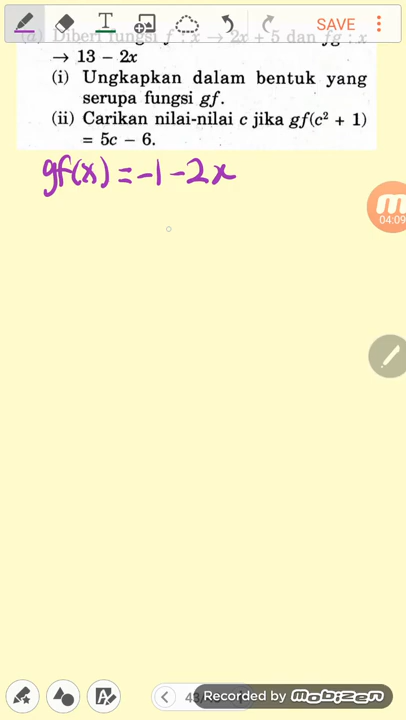 SAVE
(a) Diberi fungsi f : x → 2x + 5 dan fg : x
→ 13 − 2x
(i) Ungkapkan dalam bentuk yang
serupa fungsi gf.
(ii) Carikan nilai-nilai c jika gf(c² + 1)
= 5c − 6.
gf(x) = -1 - 2x
04:09
Recorded by mobizen